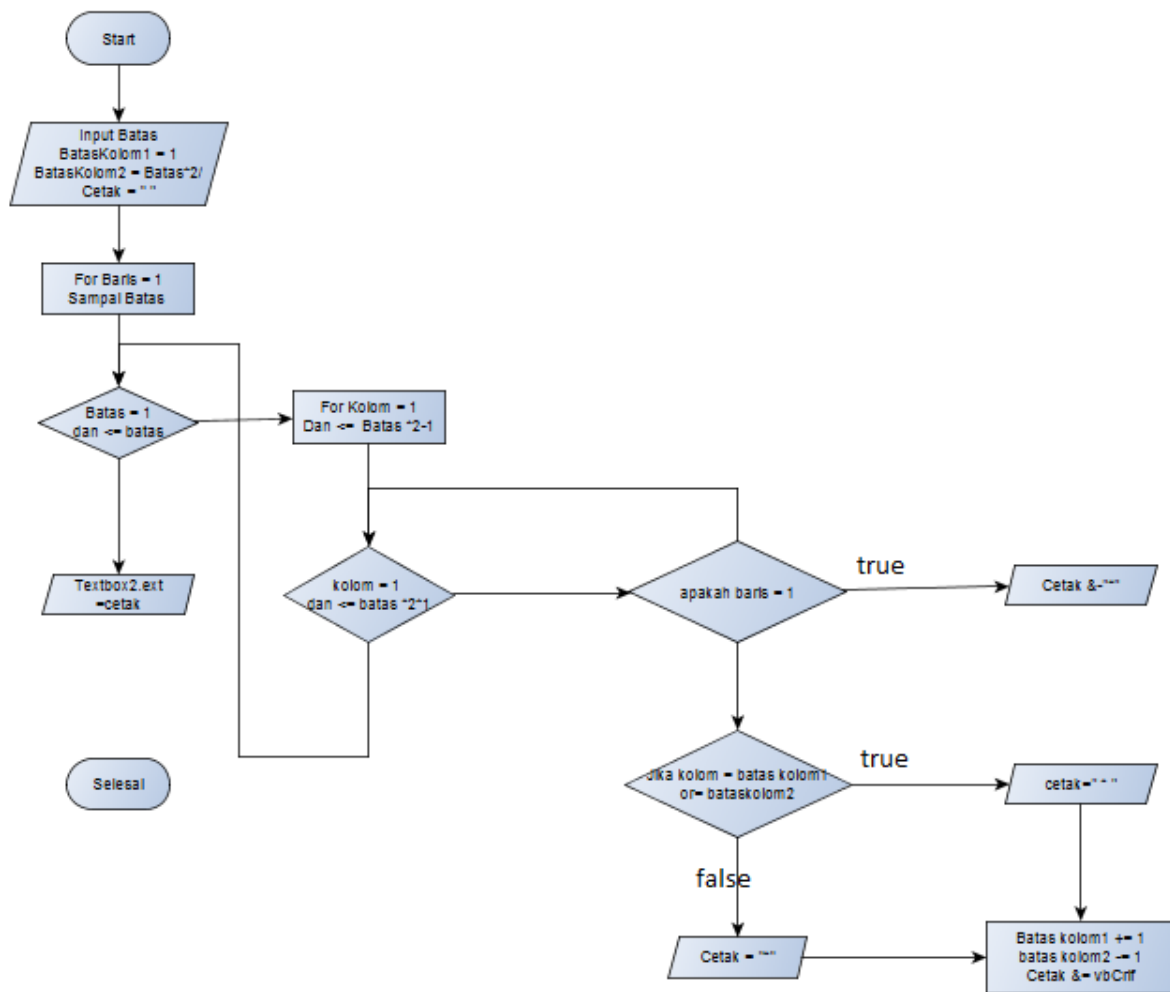 Start
Input Batas
BatasKolom1 = 1
BatasKolom2 = Batas*2/
Cetak = " "
For Baris = 1
Sampai Batas
Batas = 1
dan <= batas
For Kolom = 1
Dan <= Batas *2-1
Textbox2.ext
=cetak
kolom = 1
dan <= batas *2*1
apakah baris = 1
true
Cetak &-"*"
Selesai
Jika kolom = batas kolom1
or= bataskolom2
true
cetak=" * "
false
Cetak = "*"
Batas kolom1 += 1
batas kolom2 -= 1
Cetak &= vbCrlf